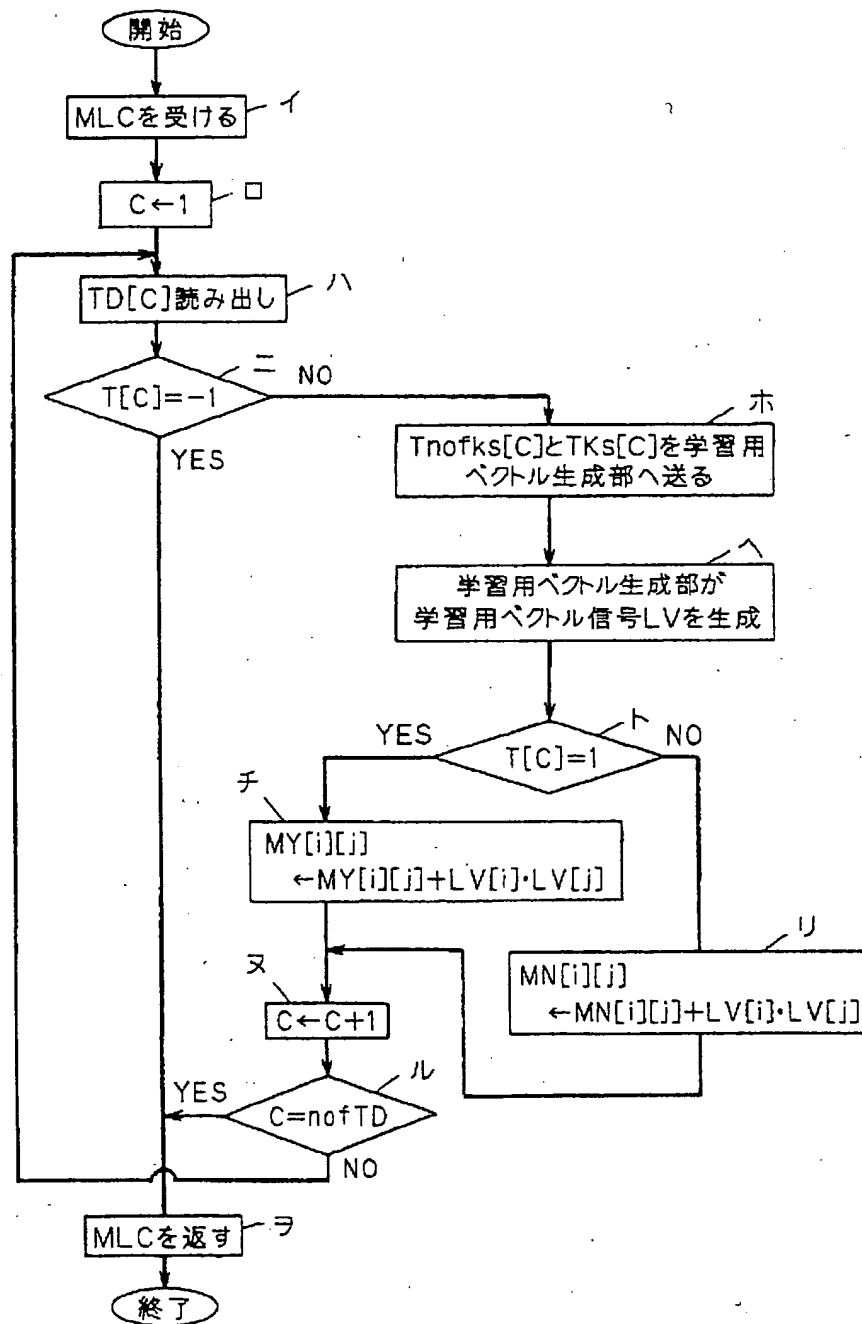 開始
MLCを受ける
イ
C←1
ロ
TD[C]読み出し
ハ
T[C]=-1
ニ
NO
YES
Tnofks[C]とTKs[C]を学習用
ベクトル生成部へ送る
ホ
学習用ベクトル生成部が
学習用ベクトル信号LVを生成
ヘ
T[C]=1
ト
YES
NO
チ
MY[i][j]
←MY[i][j]+LV[i]·LV[j]
リ
MN[i][j]
←MN[i][j]+LV[i]·LV[j]
ヌ
C←C+1
ル
C=nofTD
YES
NO
MLCを返す
ヲ
終了